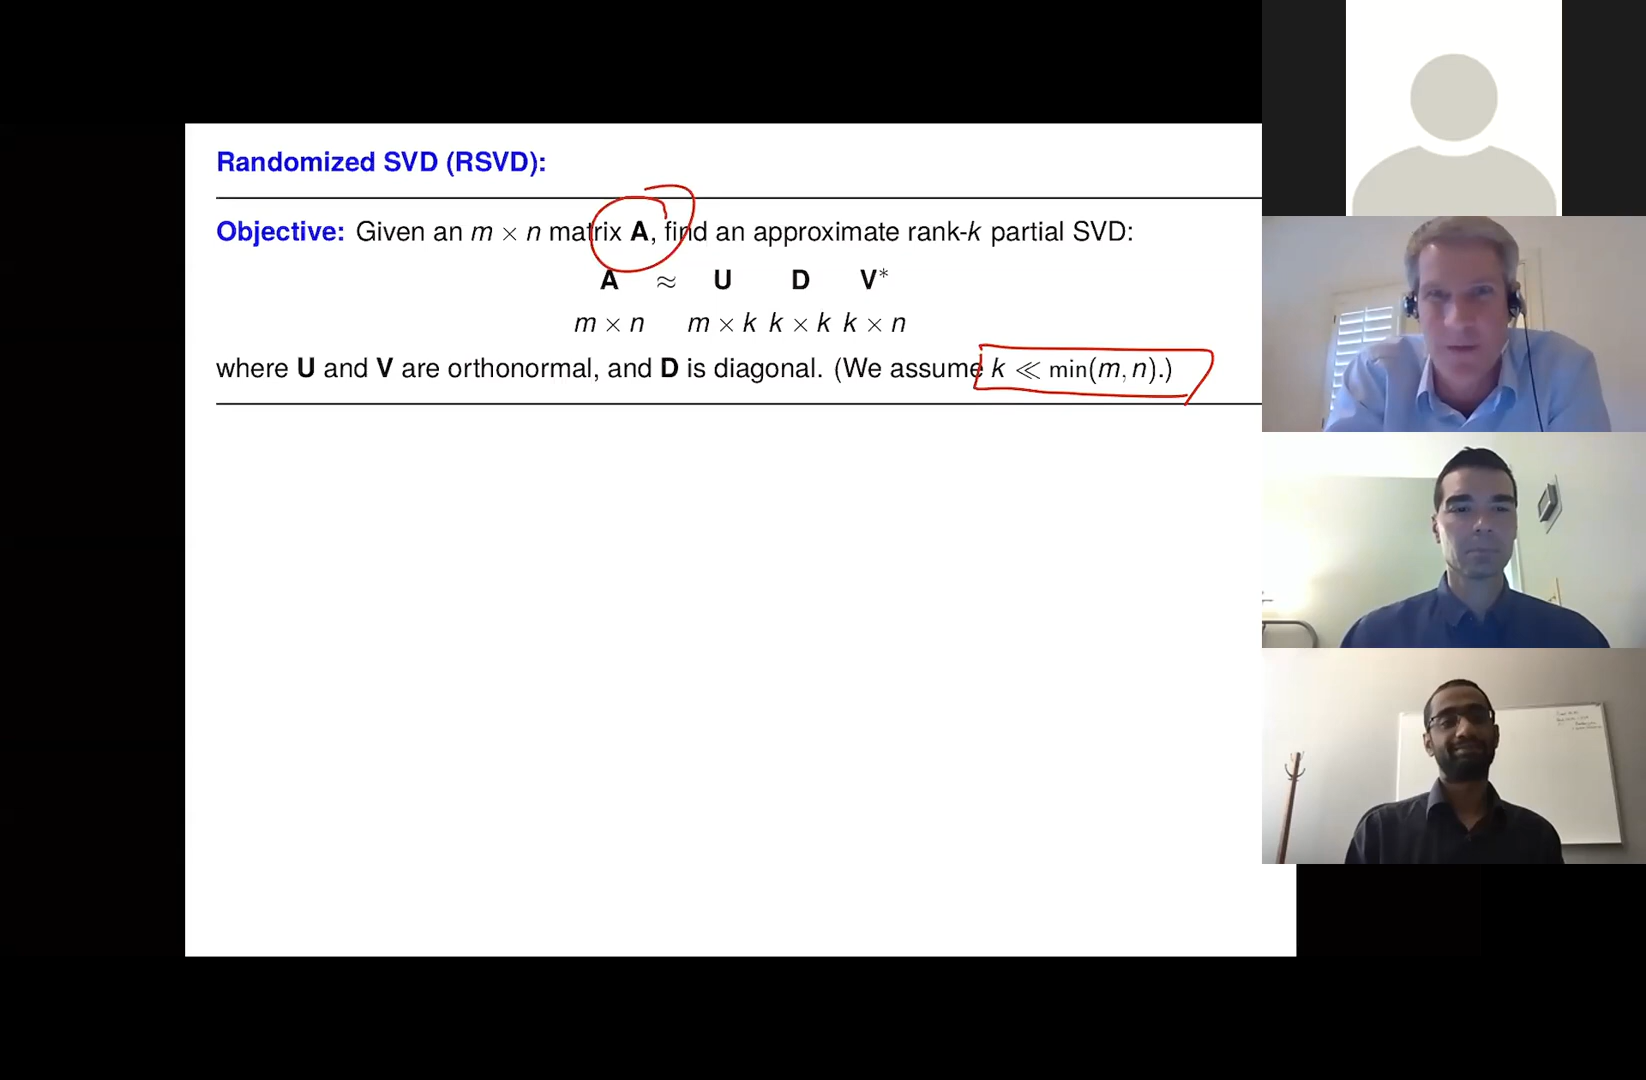 Randomized SVD (RSVD):
Objective: Given an m × n matrix A, find an approximate rank-k partial SVD:
A ≈ U D V*
m × n m × k k × k k × n
where U and V are orthonormal, and D is diagonal. (We assume k ≪ min(m, n).)